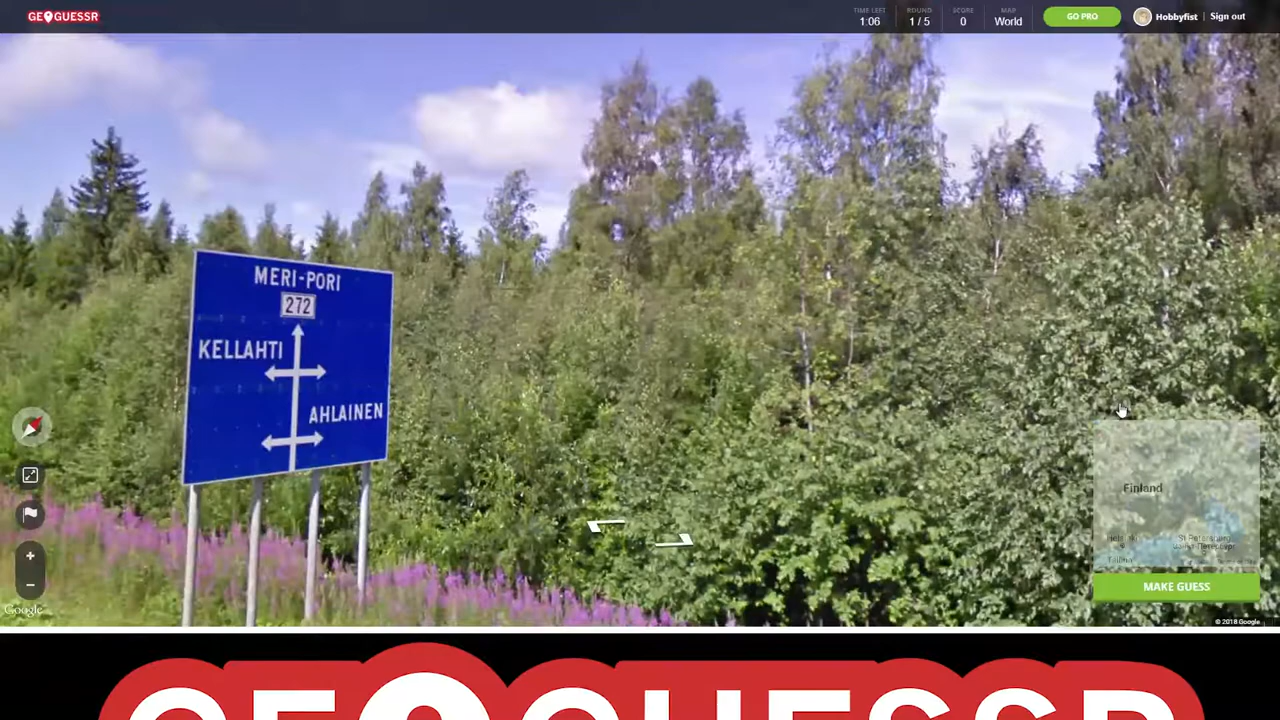 GEOGUESSR
TIME LEFT
1:06
ROUND
1 / 5
SCORE
0
MAP
World
GO PRO
Hobbyfist
Sign out
MERI-PORI
272
KELLAHTI
AHLAINEN
Finland
MAKE GUESS
Google
© 2018 Google
GEOGUESSR